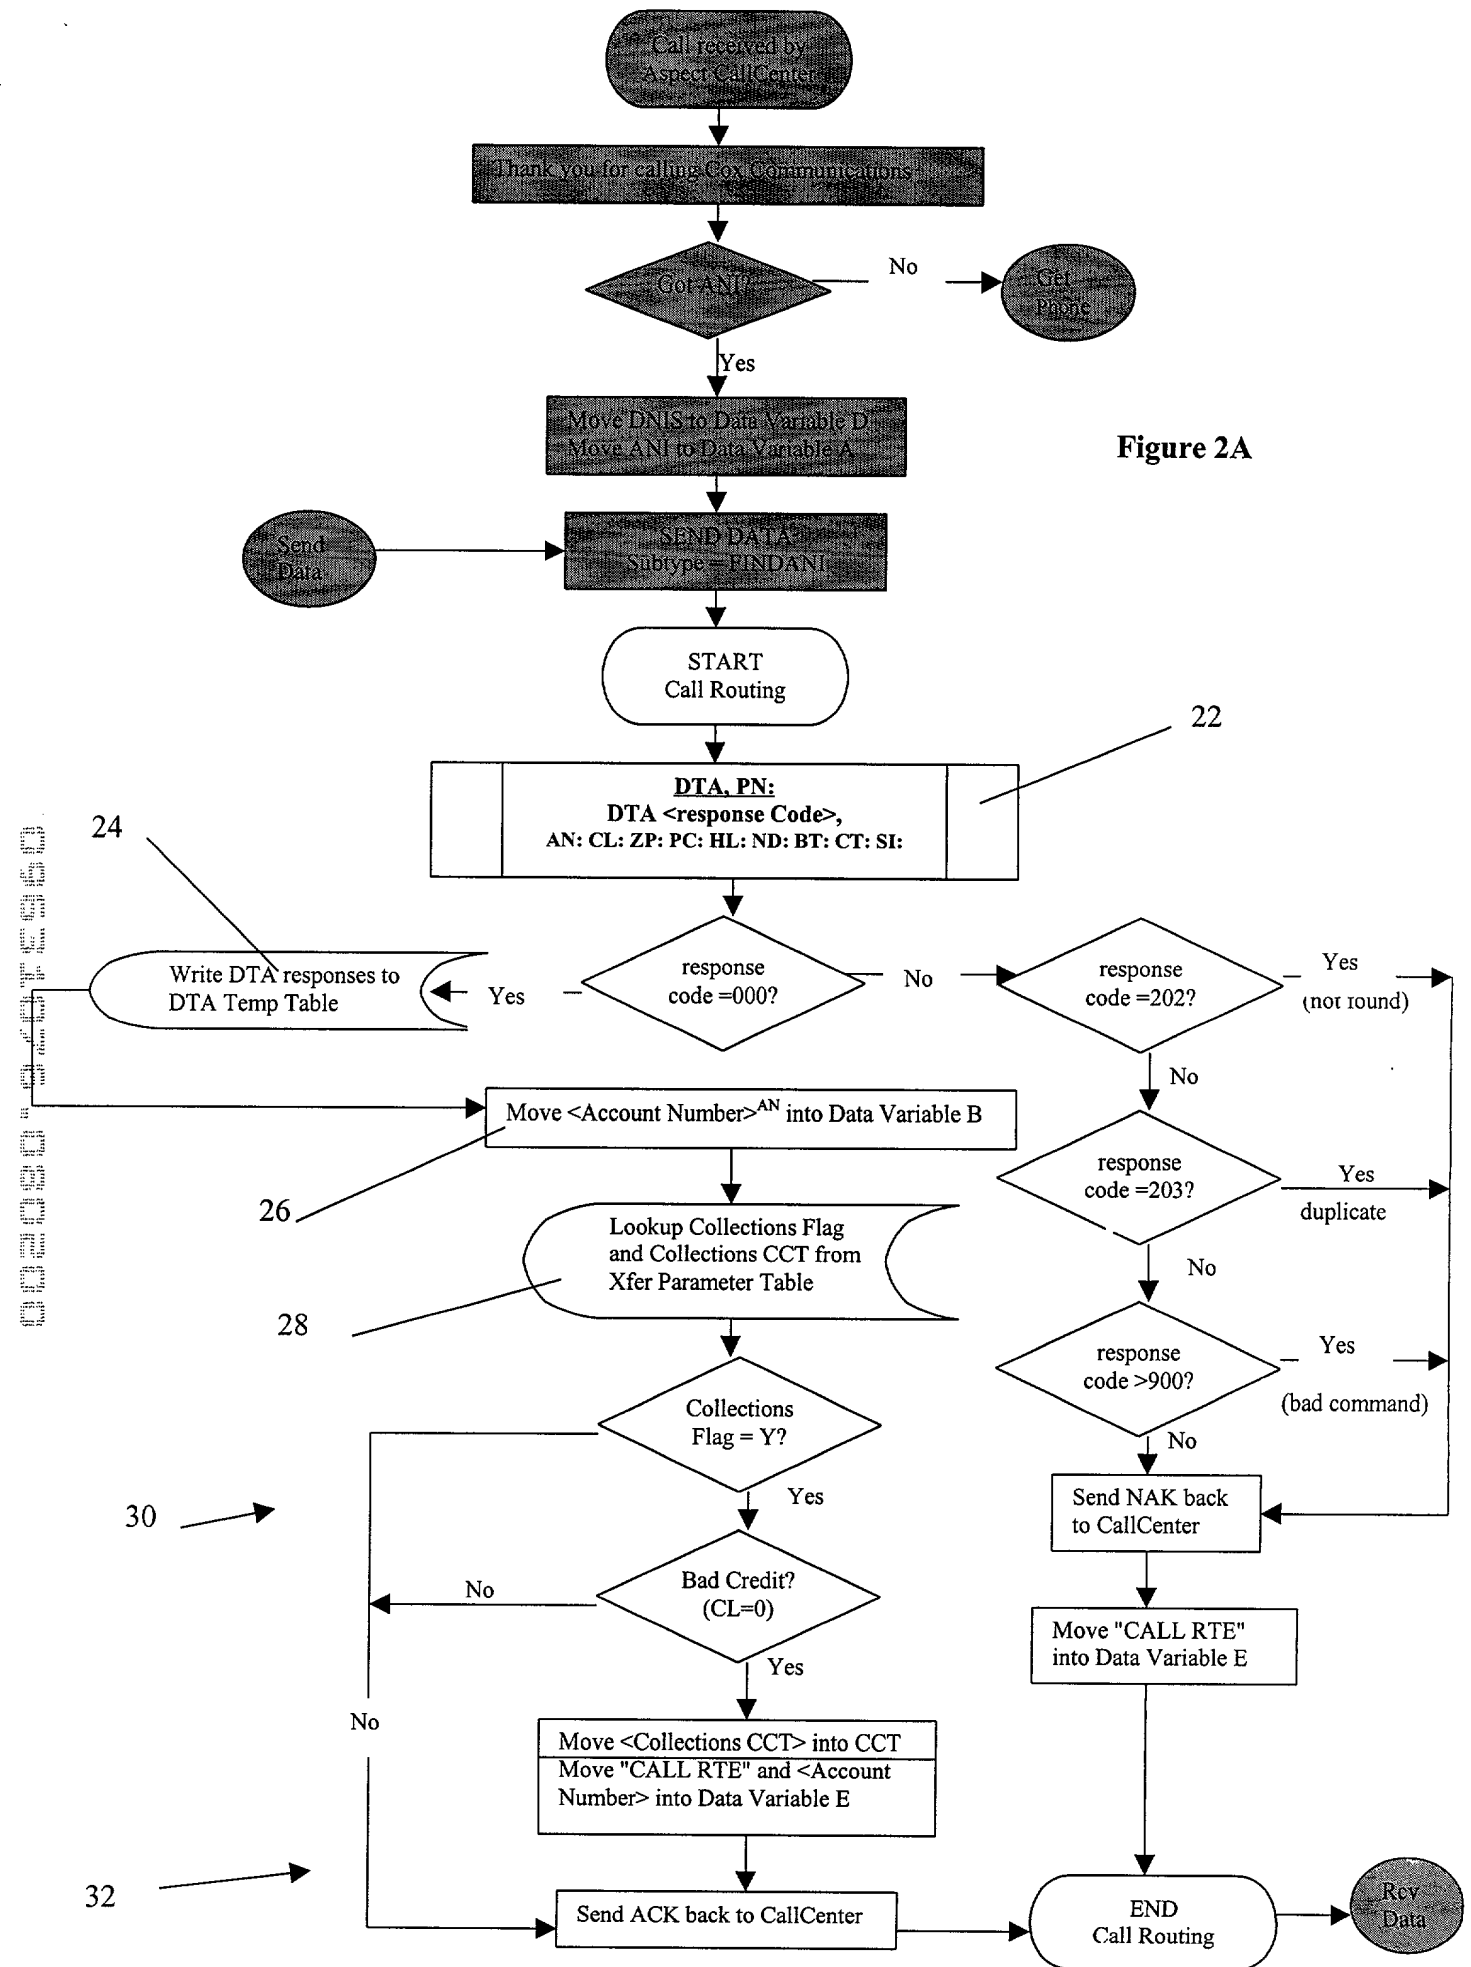 Call received by
Aspect CallCenter
Thank you for calling Cox Communications
Got ANI?
No
Get
Phone
Yes
Move DNIS to Data Variable D
Move ANI to Data Variable A
Figure 2A
Send
Data
SEND DATA:
Subtype = FINDANI
START
Call Routing
22
DTA, PN:
DTA <response Code>,
AN: CL: ZP: PC: HL: ND: BT: CT: SI:
24
Write DTA responses to
DTA Temp Table
Yes
response
code =000?
No
response
code =202?
Yes
(not found)
No
Move <Account Number>AN into Data Variable B
26
response
code =203?
Yes
duplicate
Lookup Collections Flag
and Collections CCT from
Xfer Parameter Table
28
No
response
code >900?
Yes
(bad command)
Collections
Flag = Y?
No
Yes
30
Send NAK back
to CallCenter
Bad Credit?
(CL=0)
No
Yes
Move "CALL RTE"
into Data Variable E
No
Move <Collections CCT> into CCT
Move "CALL RTE" and <Account
Number> into Data Variable E
32
Send ACK back to CallCenter
END
Call Routing
Rcv
Data